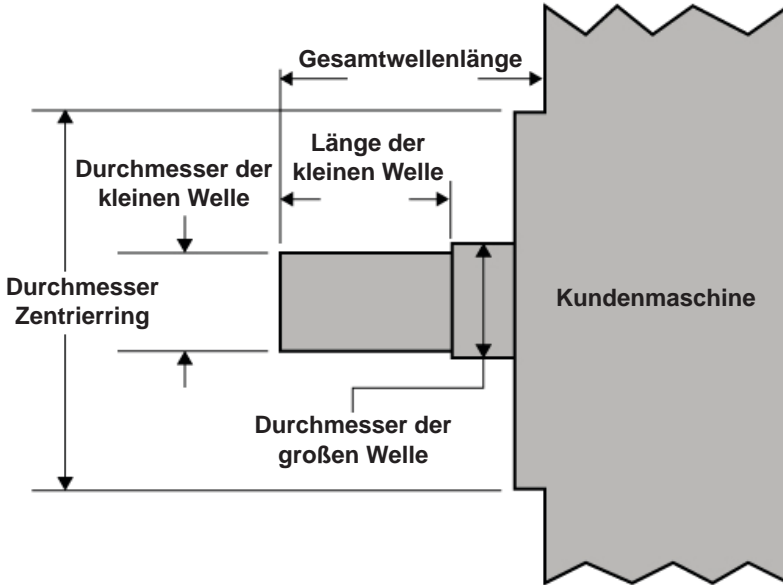 Gesamtwellenlänge
Länge der
kleinen Welle
Durchmesser der
kleinen Welle
Durchmesser
Zentrierring
Kundenmaschine
Durchmesser der
großen Welle